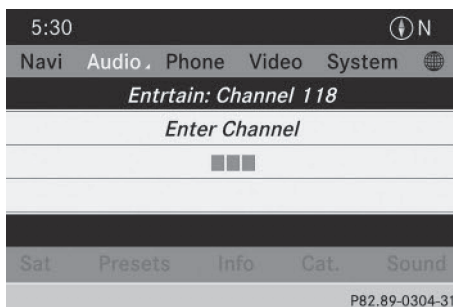 5:30 N
Navi Audio Phone Video System
Entrtain: Channel 118
Enter Channel
Sat Presets Info Cat. Sound
P82.89-0304-31